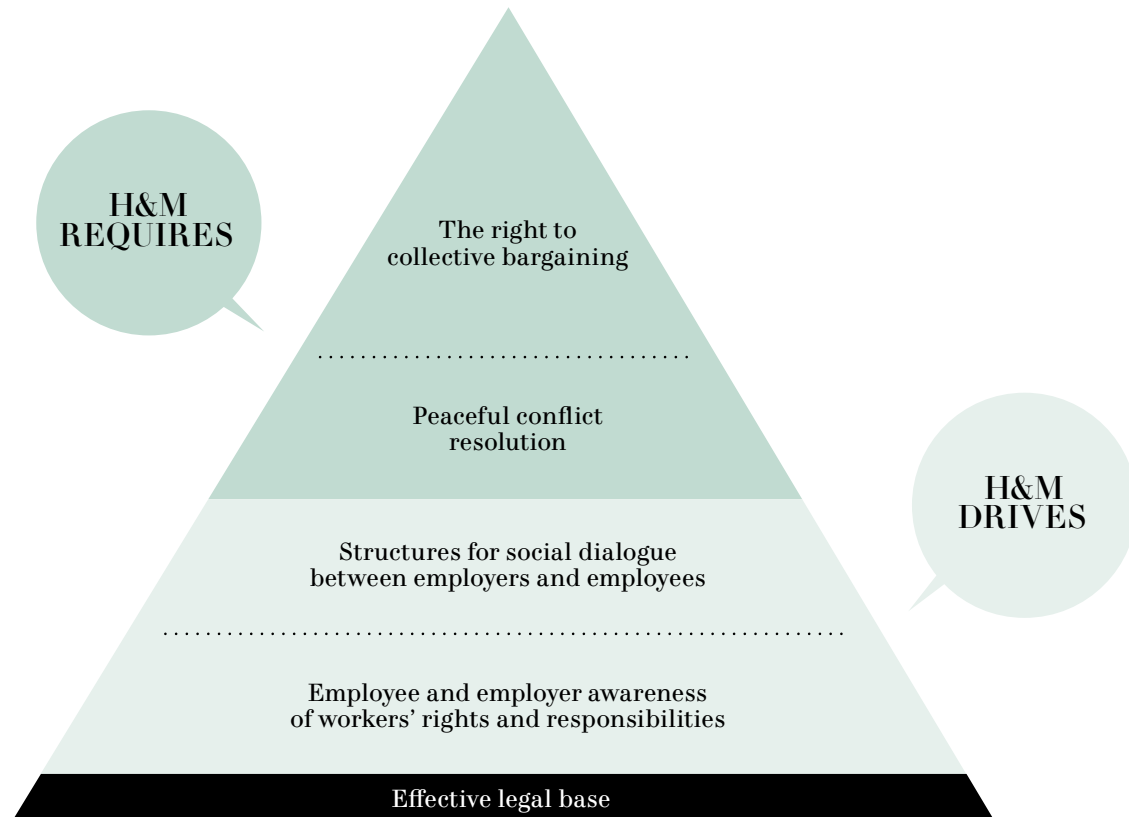 H&M
REQUIRES
The right to
collective bargaining
Peaceful conflict
resolution
H&M
DRIVES
Structures for social dialogue
between employers and employees
Employee and employer awareness
of workers’ rights and responsibilities
Effective legal base